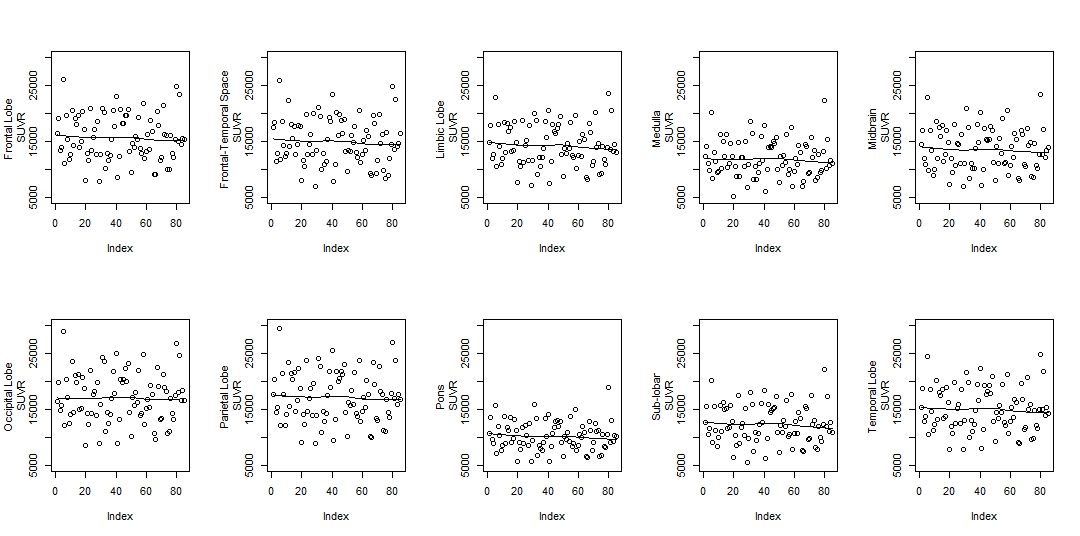 Frontal Lobe
SUVR
5000 15000 25000
0 20 40 60 80
Index
Frontal-Temporal Space
SUVR
5000 15000 25000
0 20 40 60 80
Index
Limbic Lobe
SUVR
5000 15000 25000
0 20 40 60 80
Index
Medulla
SUVR
5000 15000 25000
0 20 40 60 80
Index
Midbrain
SUVR
5000 15000 25000
0 20 40 60 80
Index
Occipital Lobe
SUVR
5000 15000 25000
0 20 40 60 80
Index
Parietal Lobe
SUVR
5000 15000 25000
0 20 40 60 80
Index
Pons
SUVR
5000 15000 25000
0 20 40 60 80
Index
Sub-lobar
SUVR
5000 15000 25000
0 20 40 60 80
Index
Temporal Lobe
SUVR
5000 15000 25000
0 20 40 60 80
Index